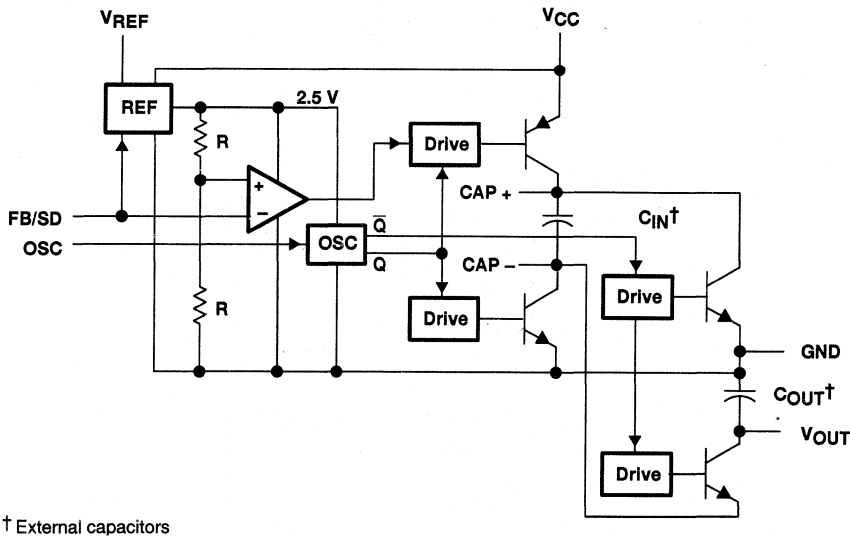 VREF
VCC
REF
2.5 V
R
Drive
+
CAP +
CIN†
FB/SD
−
Q̅
OSC
OSC
Q
CAP −
Drive
R
Drive
GND
COUT†
VOUT
Drive
† External capacitors